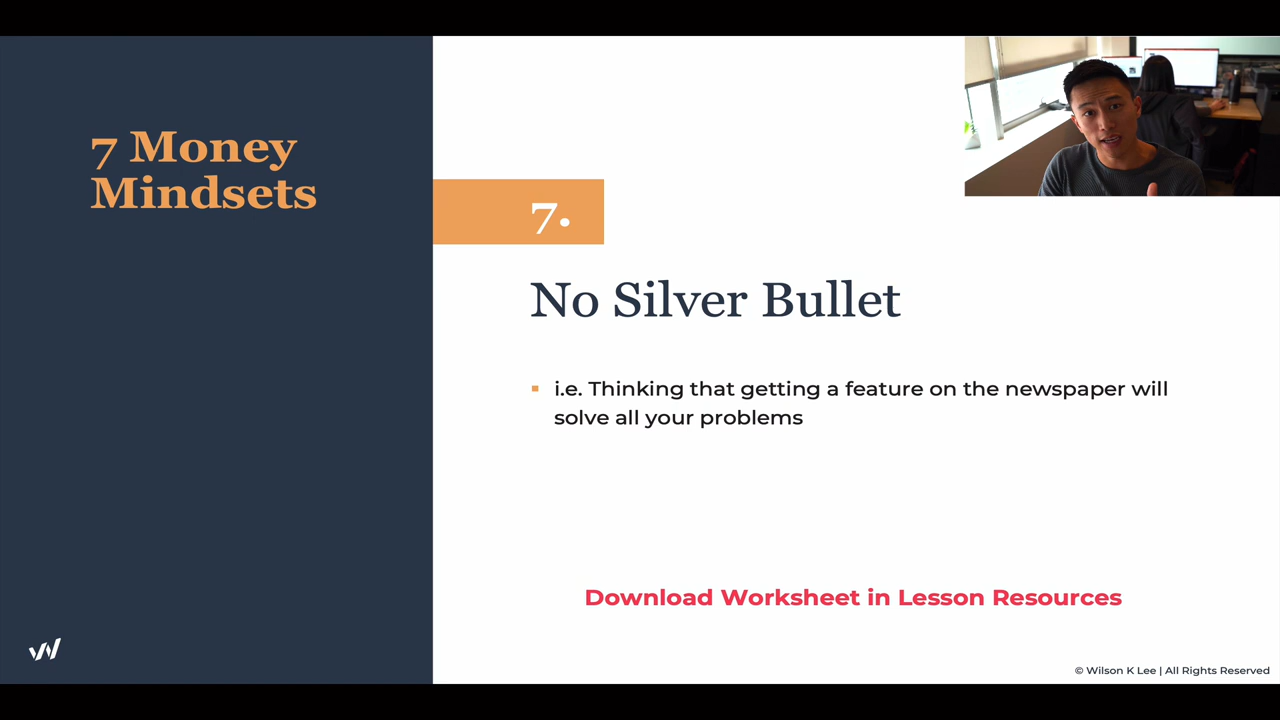 7 Money
Mindsets
7.
No Silver Bullet
i.e. Thinking that getting a feature on the newspaper will
solve all your problems
Download Worksheet in Lesson Resources
© Wilson K Lee | All Rights Reserved